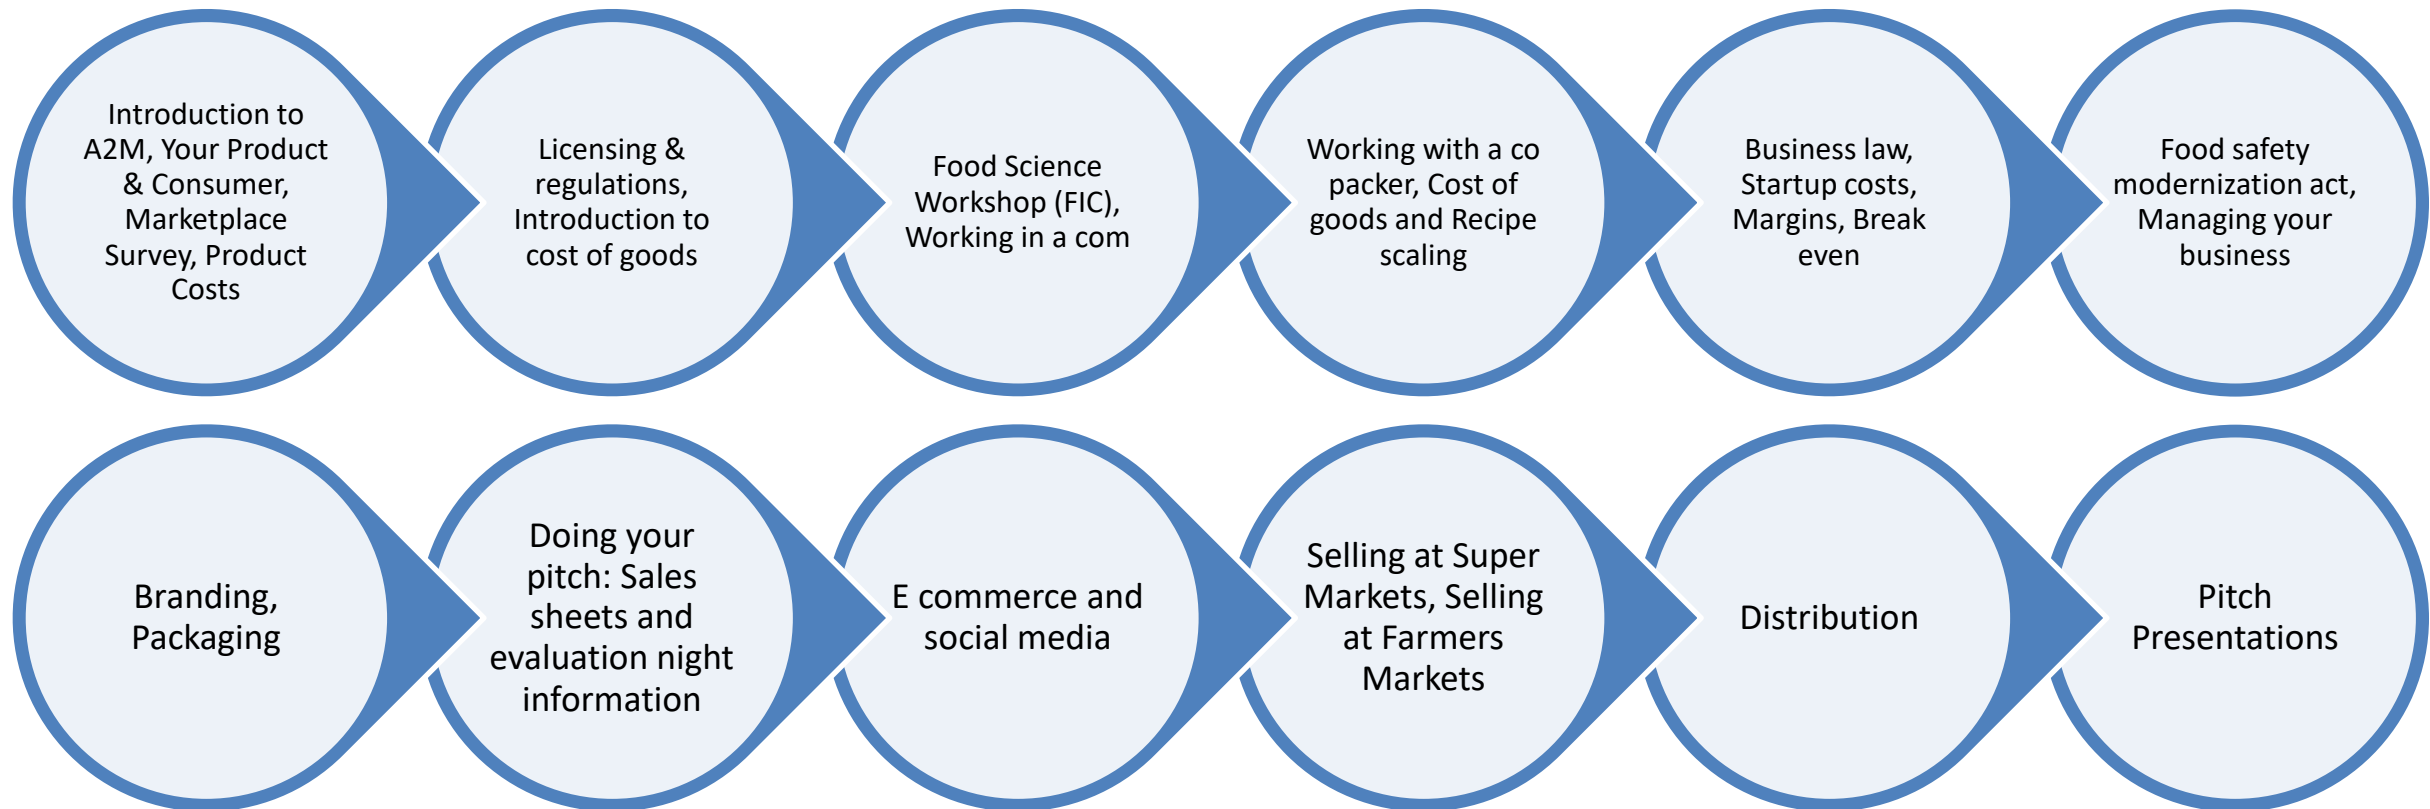 Introduction to
A2M, Your Product
& Consumer,
Marketplace
Survey, Product
Costs
Licensing &
regulations,
Introduction to
cost of goods
Food Science
Workshop (FIC),
Working in a com
Working with a co
packer, Cost of
goods and Recipe
scaling
Business law,
Startup costs,
Margins, Break
even
Food safety
modernization act,
Managing your
business
Branding,
Packaging
Doing your
pitch: Sales
sheets and
evaluation night
information
E commerce and
social media
Selling at Super
Markets, Selling
at Farmers
Markets
Distribution
Pitch
Presentations